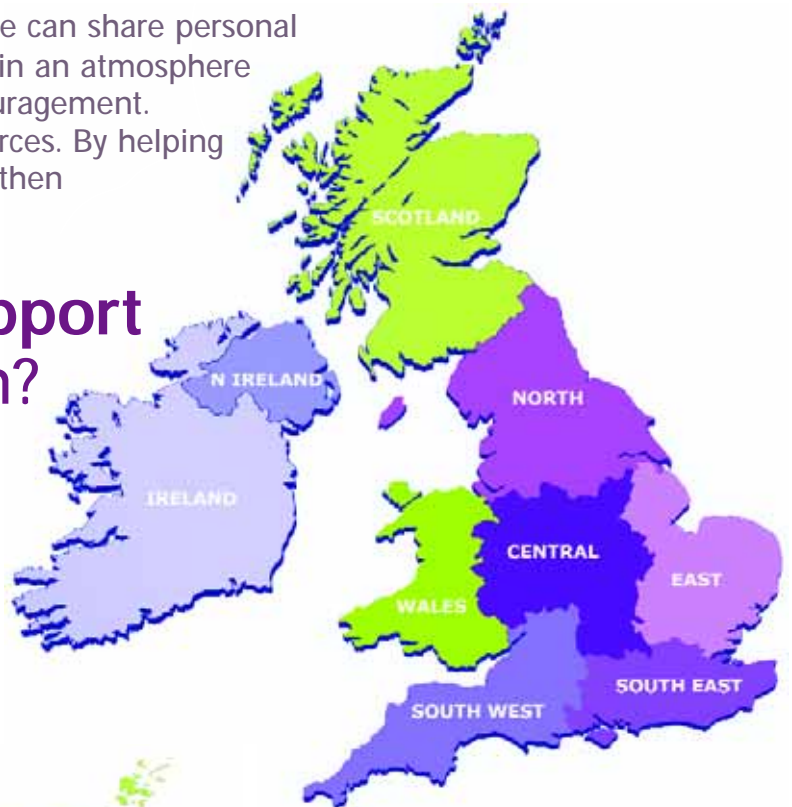 e can share personal
in an atmosphere
uragement.
rces. By helping
then
pport
n?
SCOTLAND
N IRELAND
NORTH
IRELAND
CENTRAL
EAST
WALES
SOUTH EAST
SOUTH WEST